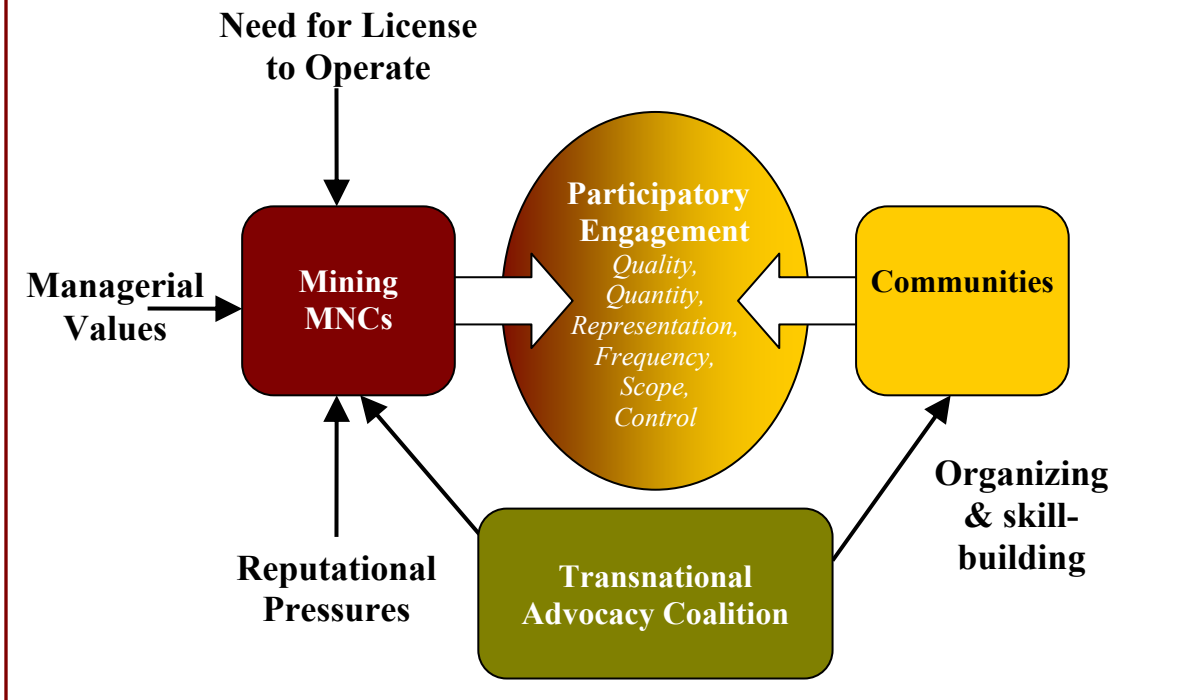 Need for License
to Operate
Managerial
Values
Mining
MNCs
Participatory
Engagement
Quality,
Quantity,
Representation,
Frequency,
Scope,
Control
Communities
Reputational
Pressures
Transnational
Advocacy Coalition
Organizing
& skill-
building